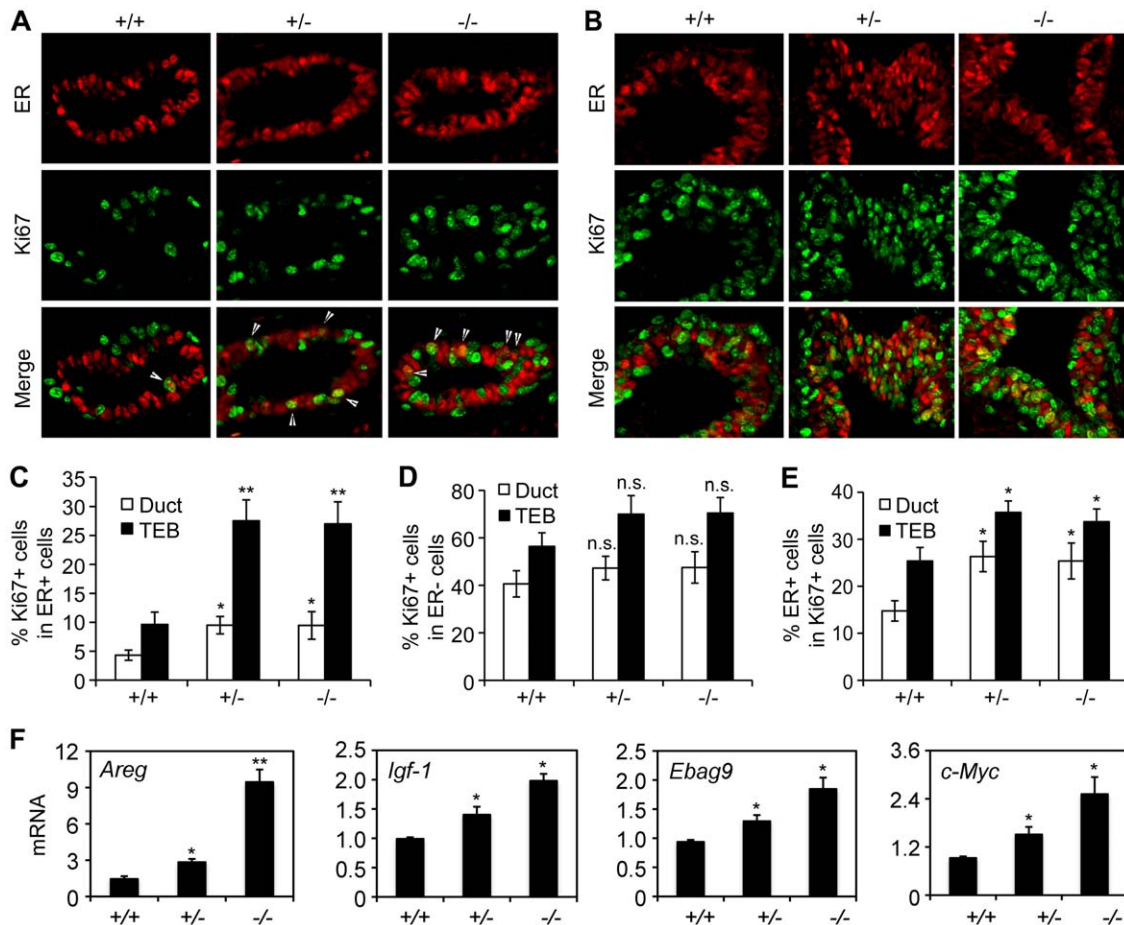 A +/+ +/- -/-
ER
Ki67
Merge
B +/+ +/- -/-
ER
Ki67
Merge
C
% Ki67+ cells
in ER+ cells
35
30
25
20
15
10
5
0
Duct
TEB
* ** * **
+/+ +/- -/-
D
% Ki67+ cells
in ER- cells
80
60
40
20
0
n.s. n.s. n.s. n.s.
+/+ +/- -/-
E
% ER+ cells
in Ki67+ cells
40
30
20
10
0
Duct
TEB
* * * *
+/+ +/- -/-
F
mRNA
Areg
12
9
6
3
0
* **
+/+ +/- -/-
Igf-1
2.5
2.0
1.5
1.0
0.5
0
* *
+/+ +/- -/-
Ebag9
2.5
2.0
1.5
1.0
0.5
0
* *
+/+ +/- -/-
c-Myc
3.6
2.4
1.2
0
* *
+/+ +/- -/-